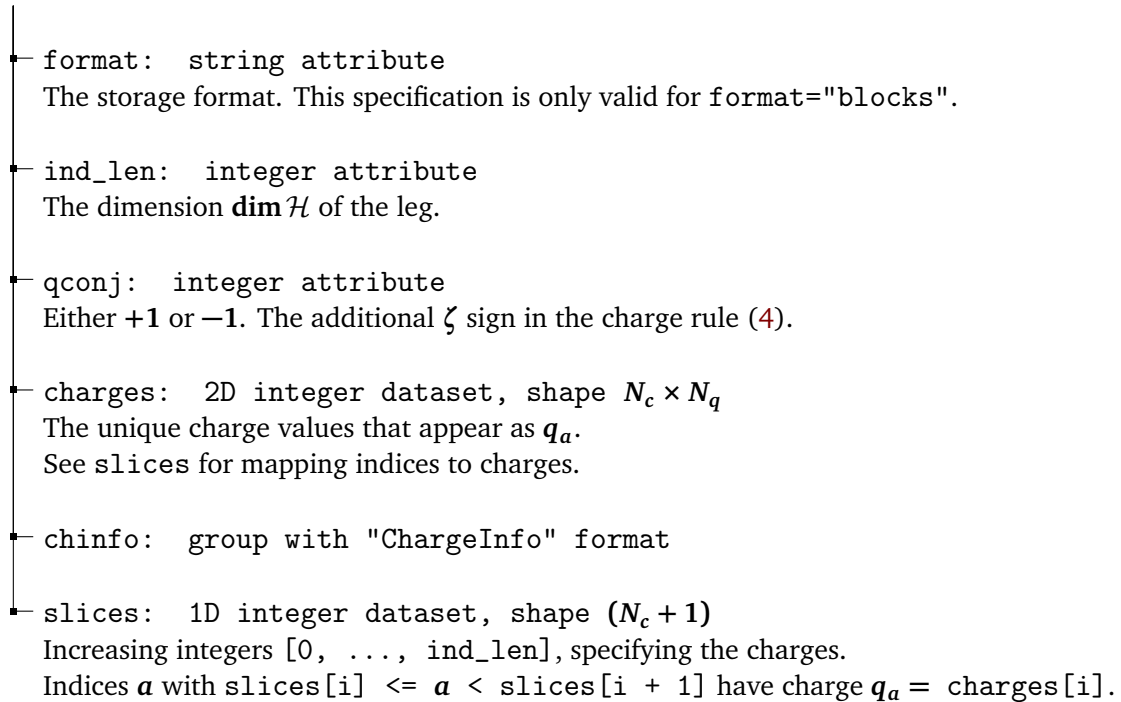 format: string attribute
The storage format. This specification is only valid for format="blocks".
ind_len: integer attribute
The dimension dim ℋ of the leg.
qconj: integer attribute
Either +1 or −1. The additional ζ sign in the charge rule (4).
charges: 2D integer dataset, shape N_c × N_q
The unique charge values that appear as q_a.
See slices for mapping indices to charges.
chinfo: group with "ChargeInfo" format
slices: 1D integer dataset, shape (N_c + 1)
Increasing integers [0, ..., ind_len], specifying the charges.
Indices a with slices[i] <= a < slices[i + 1] have charge q_a = charges[i].